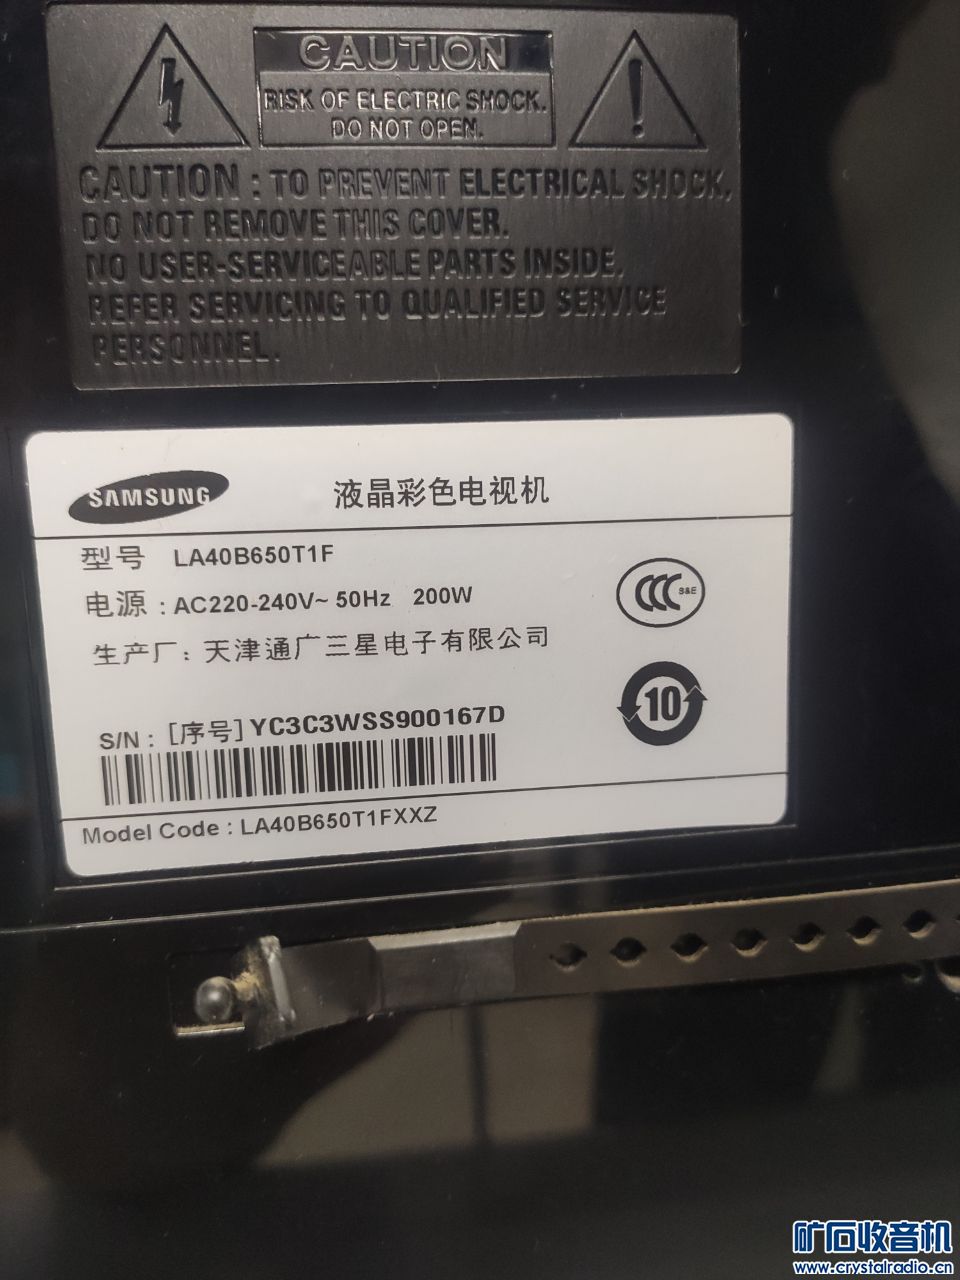 CAUTION
RISK OF ELECTRIC SHOCK.
DO NOT OPEN.
CAUTION : TO PREVENT ELECTRICAL SHOCK,
DO NOT REMOVE THIS COVER.
NO USER-SERVICEABLE PARTS INSIDE.
REFER SERVICING TO QUALIFIED SERVICE
PERSONNEL.
SAMSUNG 液晶彩色电视机
型号 LA40B650T1F
电源 : AC220-240V~ 50Hz 200W
CCC S&E
生产厂: 天津通广三星电子有限公司
10
S/N : [序号] YC3C3WSS900167D
Model Code : LA40B650T1FXXZ
矿石收音机
www.crystalradio.cn